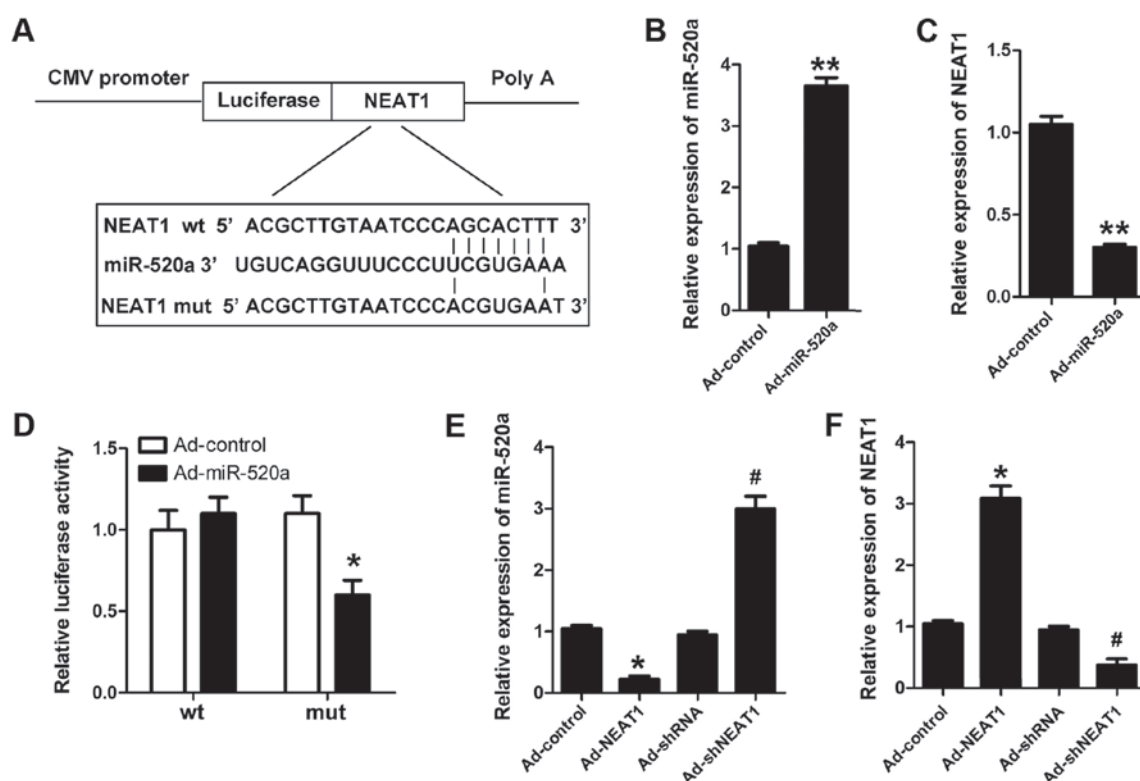 A
CMV promoter
Poly A
Luciferase
NEAT1
NEAT1 wt 5’ ACGCTTGTAATCCCAGCACTTT 3’
miR-520a 3’ UGUCAGGUUUCCCUUCGUGAAA A
NEAT1 mut 5’ ACGCTTGTAATCCCACGUGAAT 3’
B
Relative expression of miR-520a
4
2
0
**
Ad-control
Ad-miR-520a
C
Relative expression of NEAT1
1.5
1.0
0.5
0.0
**
Ad-control
Ad-miR-520a
D
Relative luciferase activity
1.5
1.0
0.5
0.0
Ad-control
Ad-miR-520a
*
wt
mut
E
Relative expression of miR-520a
4
3
2
1
0
*
#
Ad-control
Ad-NEAT1
Ad-shRNA
Ad-shNEAT1
F
Relative expression of NEAT1
4
3
2
1
0
*
#
Ad-control
Ad-NEAT1
Ad-shRNA
Ad-shNEAT1